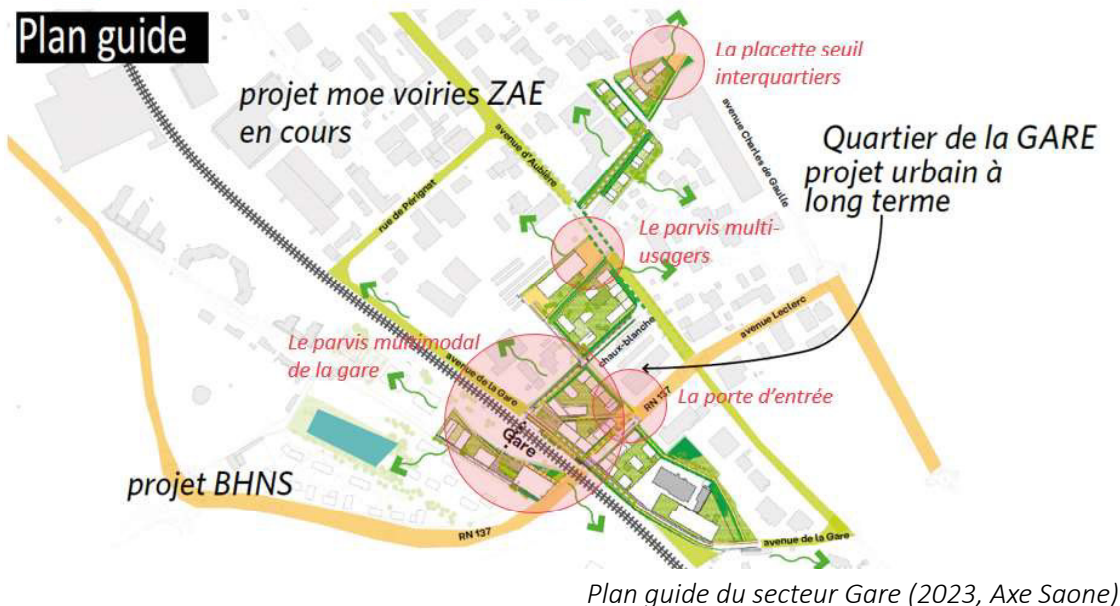 Plan guide
projet moe voiries ZAE
en cours
La placette seuil
interquartiers
avenue Charles de Gaulle
Quartier de la GARE
projet urbain à
long terme
avenue d'Aubière
rue de Pérignat
Le parvis multi-
usagers
avenue Leclerc
chaux-blanche
Le parvis multimodal
de la gare
avenue de la Gare
RN 137
La porte d'entrée
Gare
projet BHNS
RN 137
avenue de la Gare
Plan guide du secteur Gare (2023, Axe Saone)